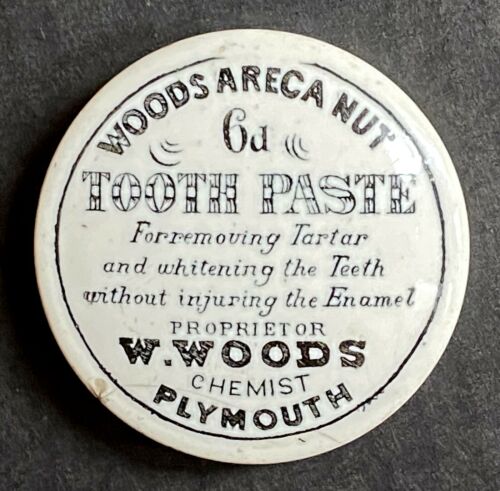 WOODS ARECA NUT
6d
TOOTH PASTE
For removing Tartar
and whitening the Teeth
without injuring the Enamel
PROPRIETOR
W. WOODS
CHEMIST
PLYMOUTH